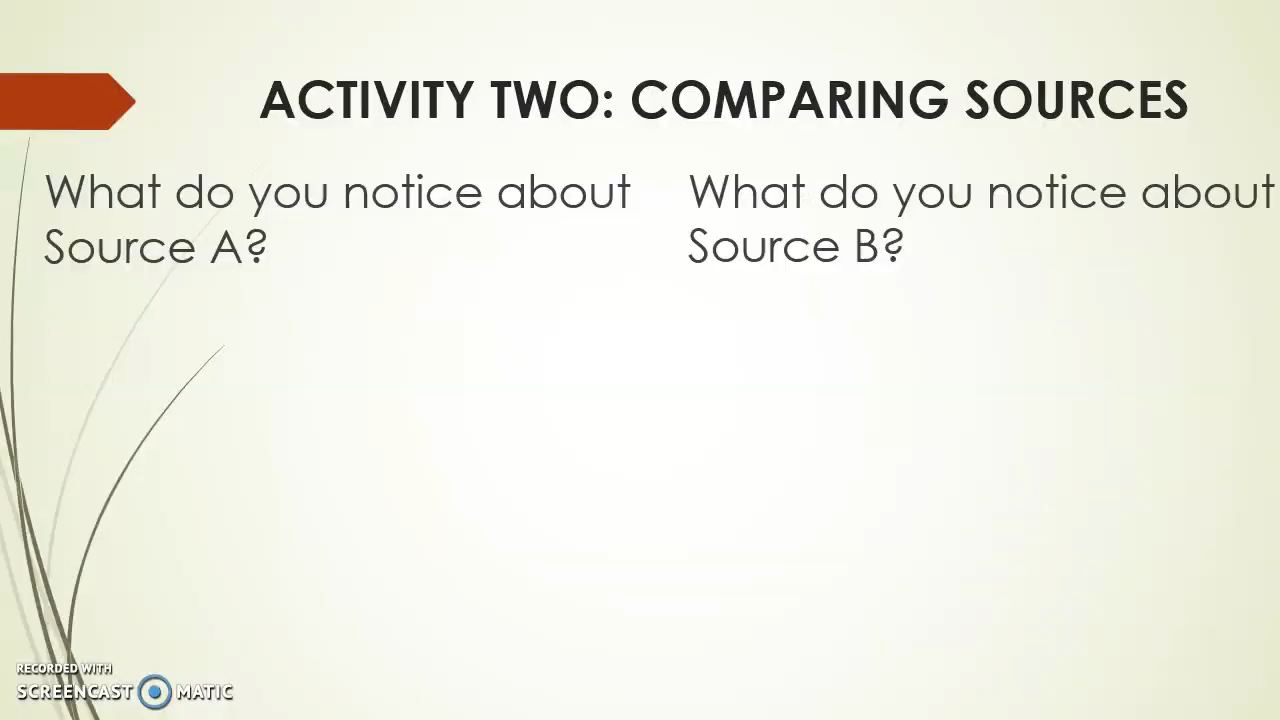 ACTIVITY TWO: COMPARING SOURCES
What do you notice about
Source A?
What do you notice about
Source B?
RECORDED WITH
SCREENCAST MATIC